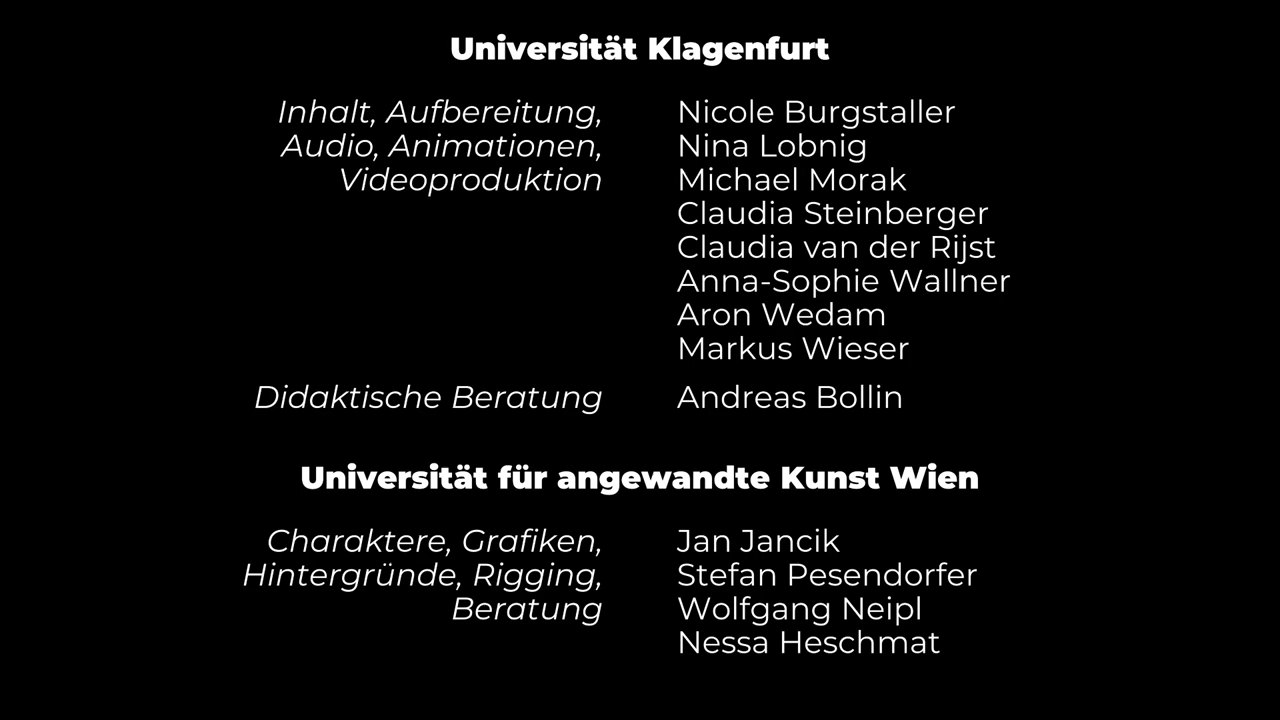 Universität Klagenfurt
Inhalt, Aufbereitung, Nicole Burgstaller
Audio, Animationen, Nina Lobnig
Videoproduktion Michael Morak
Claudia Steinberger
Claudia van der Rijst
Anna-Sophie Wallner
Aron Wedam
Markus Wieser
Didaktische Beratung Andreas Bollin
Universität für angewandte Kunst Wien
Charaktere, Grafiken, Jan Jancik
Hintergründe, Rigging, Stefan Pesendorfer
Beratung Wolfgang Neipl
Nessa Heschmat